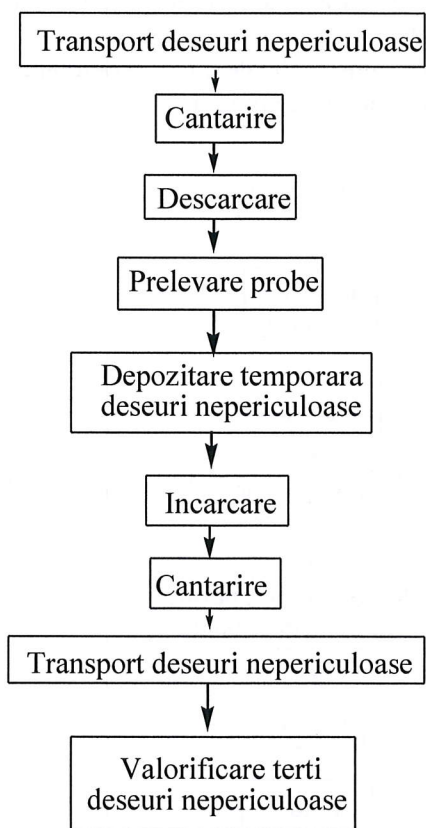 Transport deseuri nepericuloase
Cantarire
Descarcare
Prelevare probe
Depozitare temporara
deseuri nepericuloase
Incarcare
Cantarire
Transport deseuri nepericuloase
Valorificare terti
deseuri nepericuloase